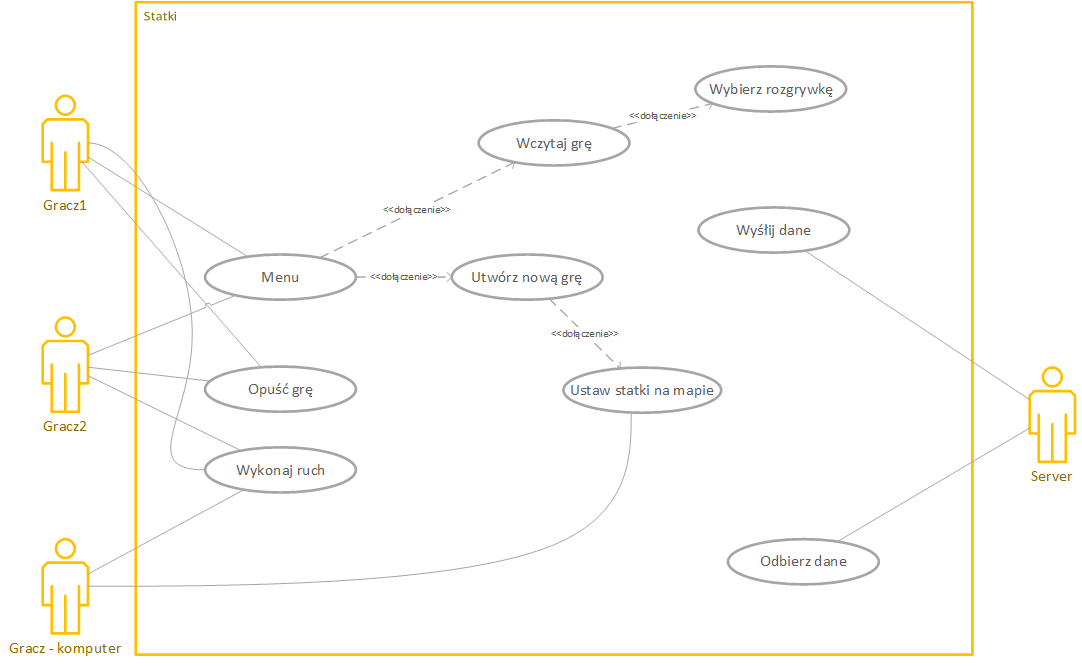 Statki
Wybierz rozgrywkę
<<dołączenie>>
Wczytaj grę
Gracz1
<<dołączenie>>
Wyśłij dane
Menu
<<dołączenie>>
Utwórz nową grę
<<dołączenie>>
Opuść grę
Ustaw statki na mapie
Gracz2
Wykonaj ruch
Server
Odbierz dane
Gracz - komputer